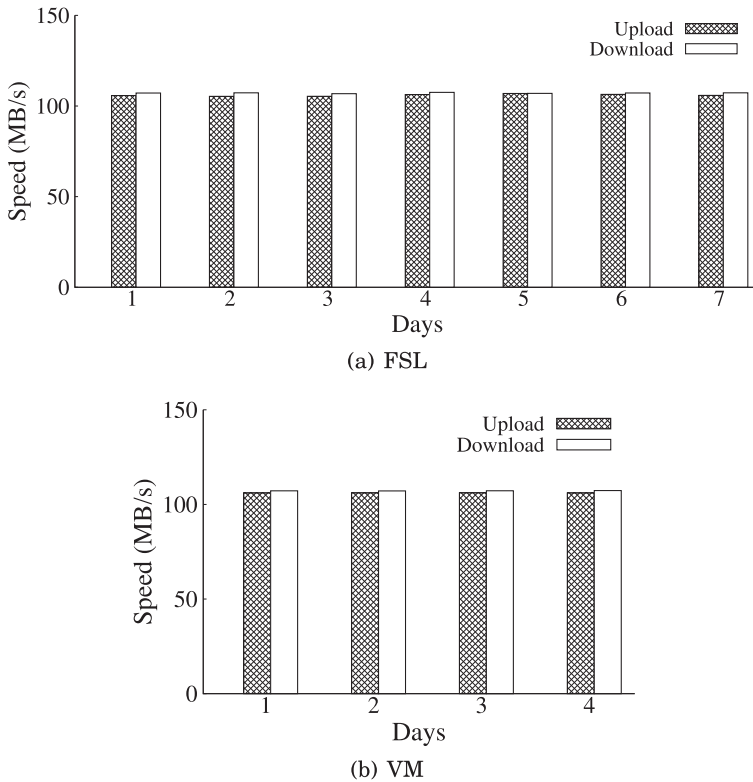 150
Upload
Download
100
Speed (MB/s)
50
0
1 2 3 4 5 6 7
Days
(a) FSL
150
Upload
Download
100
Speed (MB/s)
50
0
1 2 3 4
Days
(b) VM